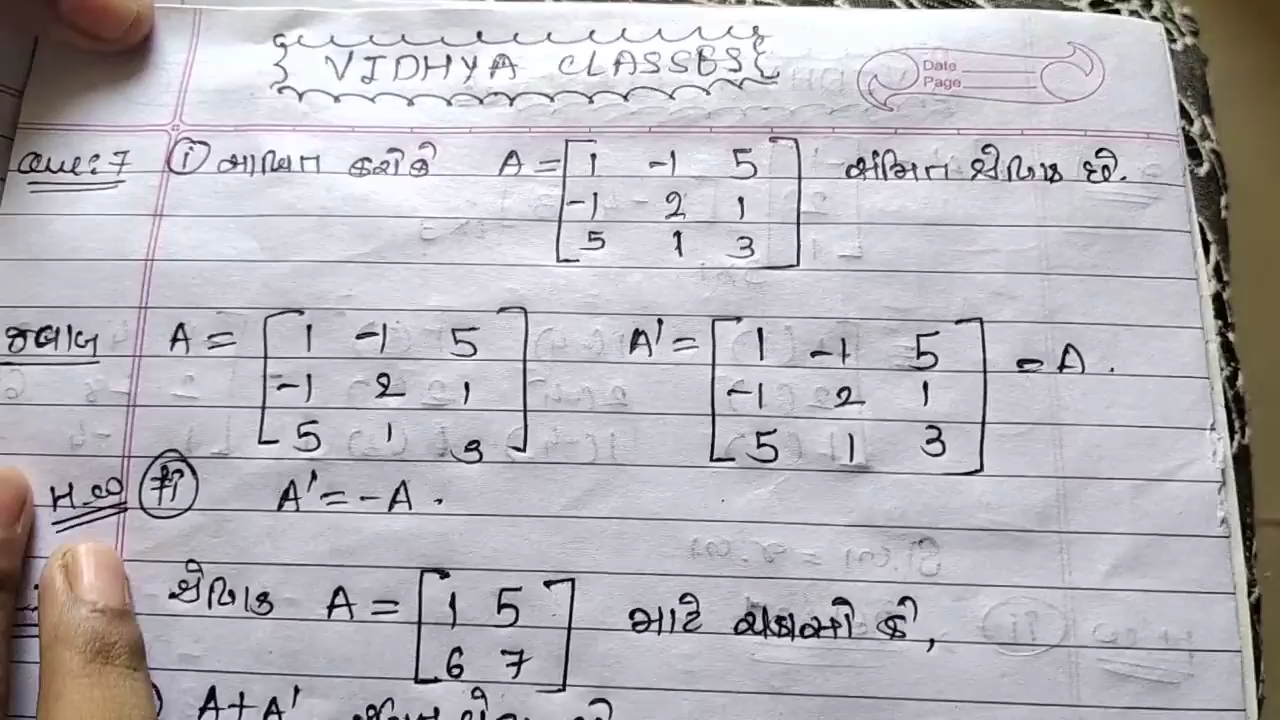 VIDHYA CLASSES
Date
Page
Que: 7 (i) સાબિત કરો કે A = [ 1 -1 5 સંમિત શ્રેણિક છે.
-1 2 1
5 1 3 ]
જવાબ A = [ 1 -1 5 A' = [ 1 -1 5 = A.
-1 2 1 -1 2 1
5 1 3 ] 5 1 3 ]
H.W (ii) A' = -A.
શ્રેણિક A = [ 1 5 માટે ચકાસો કે,
6 7 ]
) A+A'